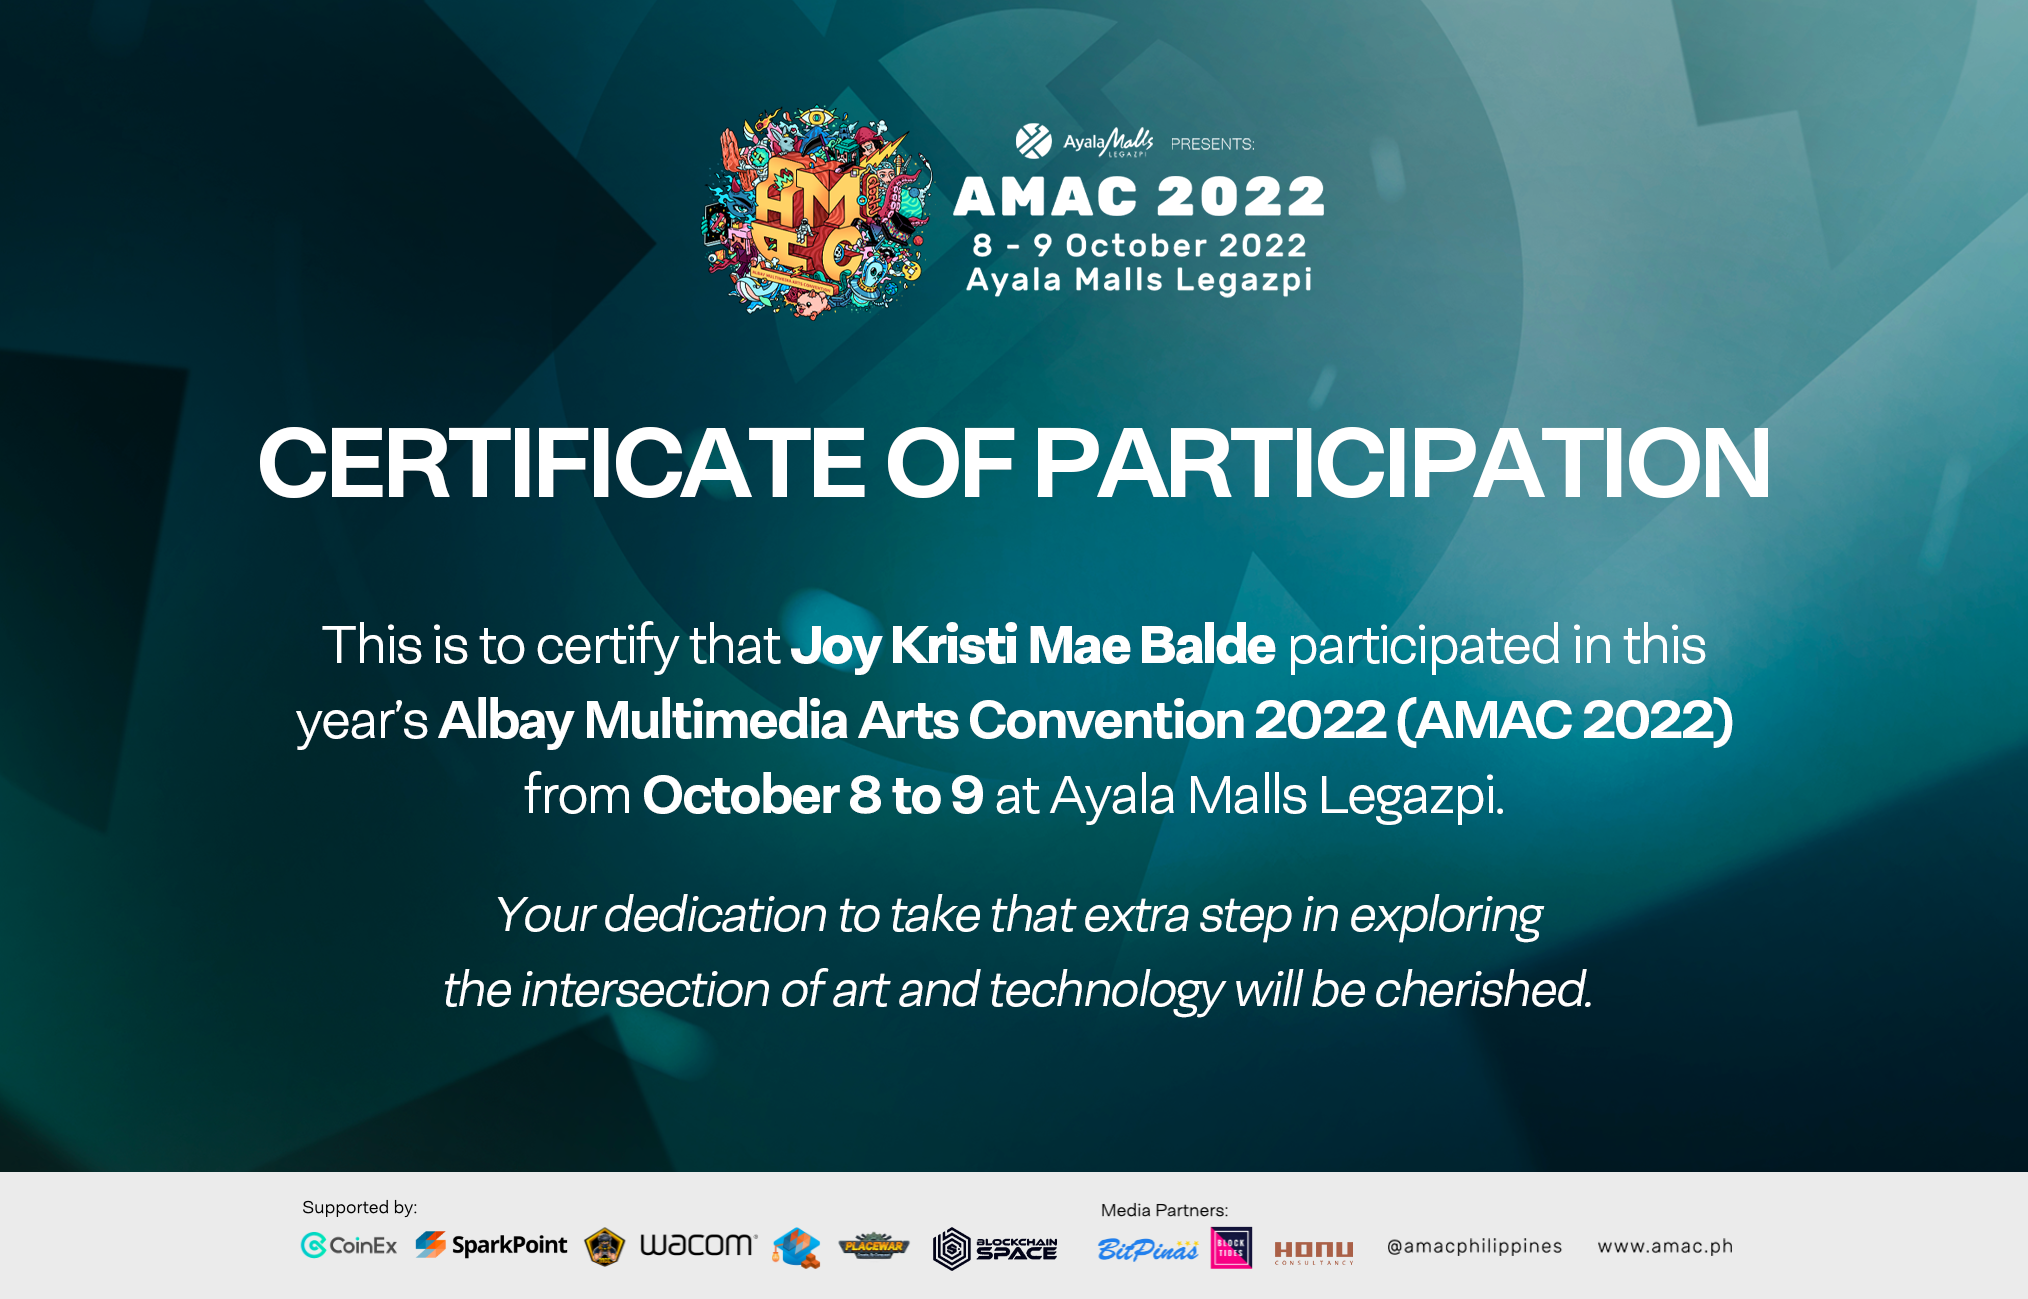 AyalaMalls LEGAZPI PRESENTS:
AMAC 2022
8 - 9 October 2022
Ayala Malls Legazpi
AMAC
ALBAY MULTIMEDIA ARTS CONVENTION
CERTIFICATE OF PARTICIPATION
This is to certify that Joy Kristi Mae Balde participated in this
year's Albay Multimedia Arts Convention 2022 (AMAC 2022)
from October 8 to 9 at Ayala Malls Legazpi.
Your dedication to take that extra step in exploring
the intersection of art and technology will be cherished.
Supported by:
CoinEx SparkPoint wacom PLACEWAR BLOCKCHAIN SPACE
Media Partners:
BitPinas BLOCK TIDES HONU CONSULTANCY @amacphilippines www.amac.ph